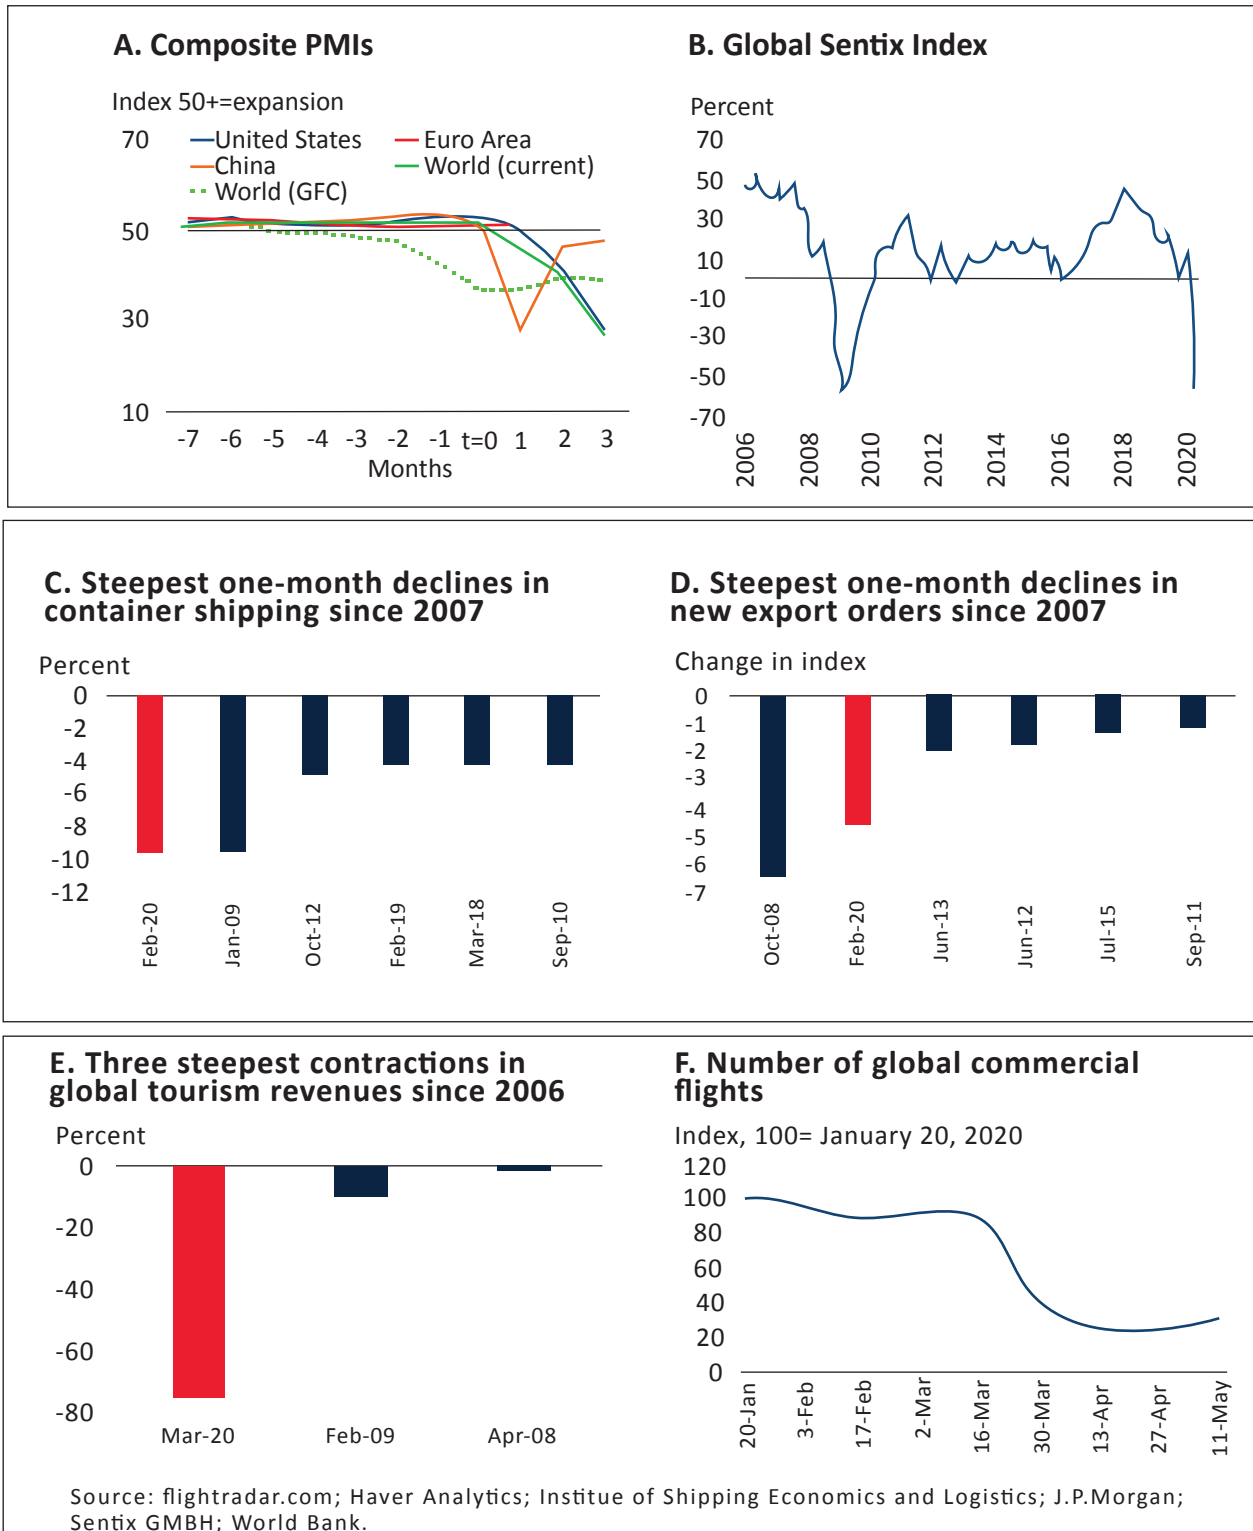 A. Composite PMIs
Index 50+=expansion
United States
Euro Area
China
World (current)
World (GFC)
70
50
30
10
-7 -6 -5 -4 -3 -2 -1 t=0 1 2 3
Months
B. Global Sentix Index
Percent
70
50
30
10
-10
-30
-50
-70
2006 2008 2010 2012 2014 2016 2018 2020
C. Steepest one-month declines in
container shipping since 2007
Percent
0
-2
-4
-6
-8
-10
-12
Feb-20 Jan-09 Oct-12 Feb-19 Mar-18 Sep-10
D. Steepest one-month declines in
new export orders since 2007
Change in index
0
-1
-2
-3
-4
-5
-6
-7
Oct-08 Feb-20 Jun-13 Jun-12 Jul-15 Sep-11
E. Three steepest contractions in
global tourism revenues since 2006
Percent
0
-20
-40
-60
-80
Mar-20 Feb-09 Apr-08
F. Number of global commercial
flights
Index, 100= January 20, 2020
120
100
80
60
40
20
0
20-Jan 3-Feb 17-Feb 2-Mar 16-Mar 30-Mar 13-Apr 27-Apr 11-May
Source: flightradar.com; Haver Analytics; Institue of Shipping Economics and Logistics; J.P.Morgan;
Sentix GMBH; World Bank.